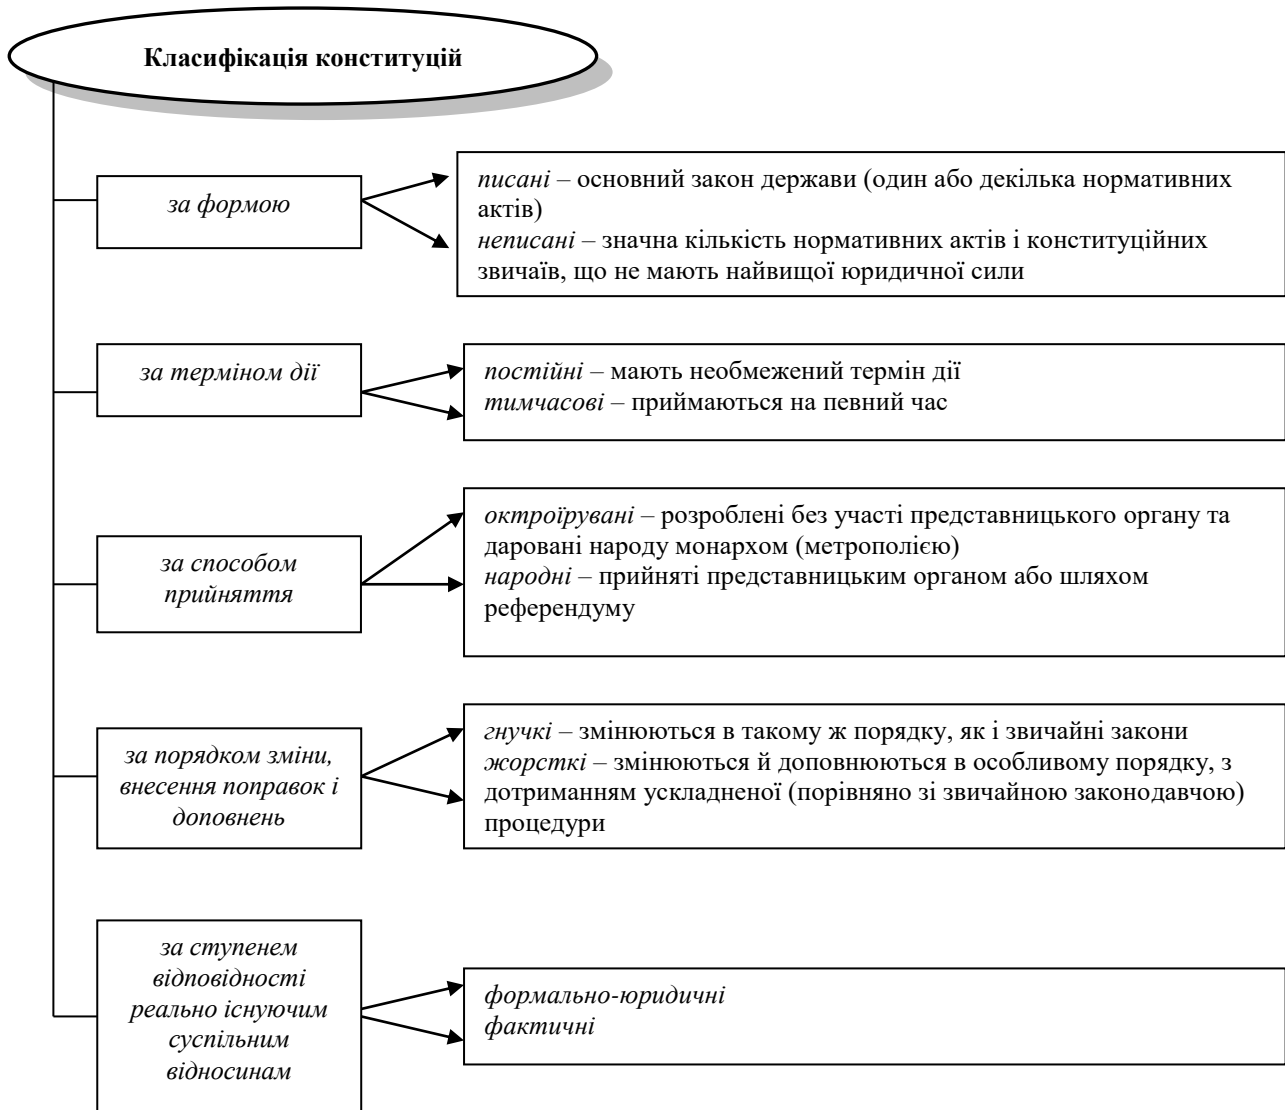 Класифікація конституцій
за формою
писані – основний закон держави (один або декілька нормативних
актів)
неписані – значна кількість нормативних актів і конституційних
звичаїв, що не мають найвищої юридичної сили
за терміном дії
постійні – мають необмежений термін дії
тимчасові – приймаються на певний час
за способом
прийняття
октроїрувані – розроблені без участі представницького органу та
даровані народу монархом (метрополією)
народні – прийняті представницьким органом або шляхом
референдуму
за порядком зміни,
внесення поправок і
доповнень
гнучкі – змінюються в такому ж порядку, як і звичайні закони
жорсткі – змінюються й доповнюються в особливому порядку, з
дотриманням ускладненої (порівняно зі звичайною законодавчою)
процедури
за ступенем
відповідності
реально існуючим
суспільним
відносинам
формально-юридичні
фактичні